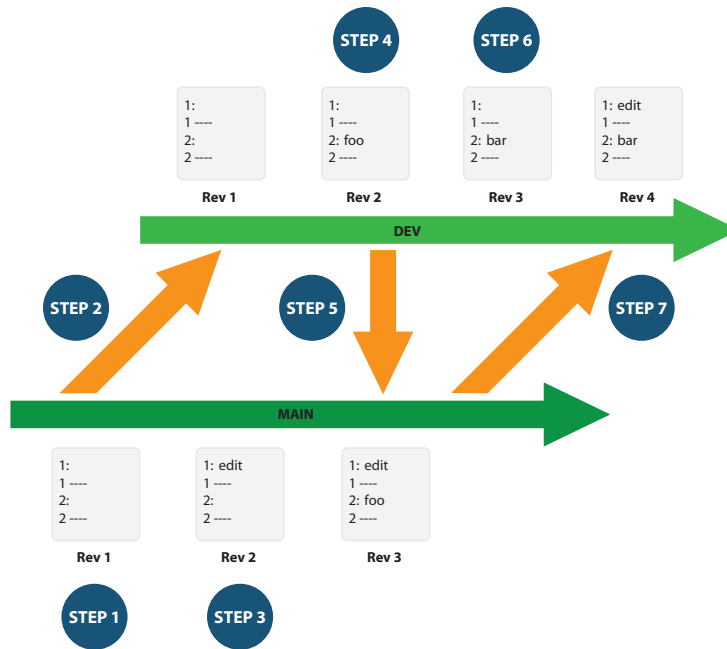 STEP 4
STEP 6
1:
1 ----
2:
2 ----
1:
1 ----
2: foo
2 ----
1:
1 ----
2: bar
2 ----
1: edit
1 ----
2: bar
2 ----
Rev 1
Rev 2
Rev 3
Rev 4
DEV
STEP 2
STEP 5
STEP 7
MAIN
1:
1 ----
2:
2 ----
1: edit
1 ----
2:
2 ----
1: edit
1 ----
2: foo
2 ----
Rev 1
Rev 2
Rev 3
STEP 1
STEP 3